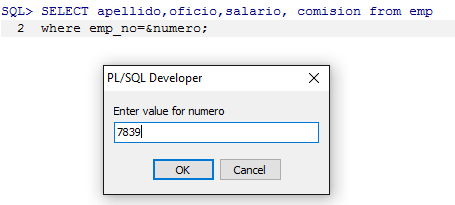 SQL> SELECT apellido,oficio,salario, comision from emp
2 where emp_no=&numero;
PL/SQL Developer
Enter value for numero
7839
OK Cancel